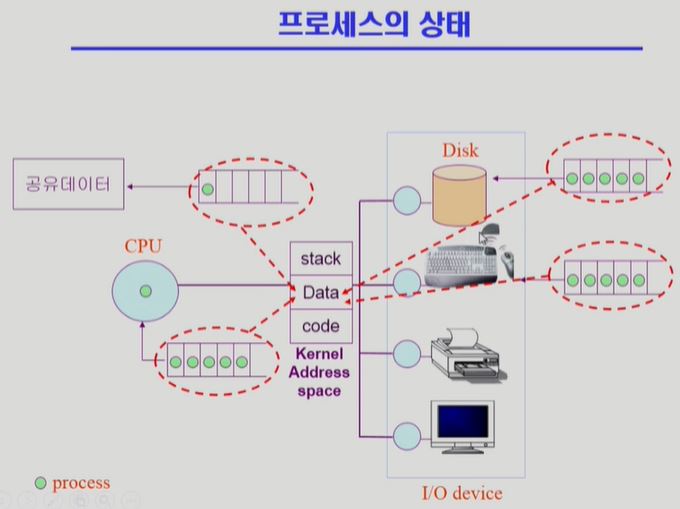 프로세스의 상태
Disk
공유데이터
CPU
stack
Data
code
Kernel
Address
space
process
I/O device